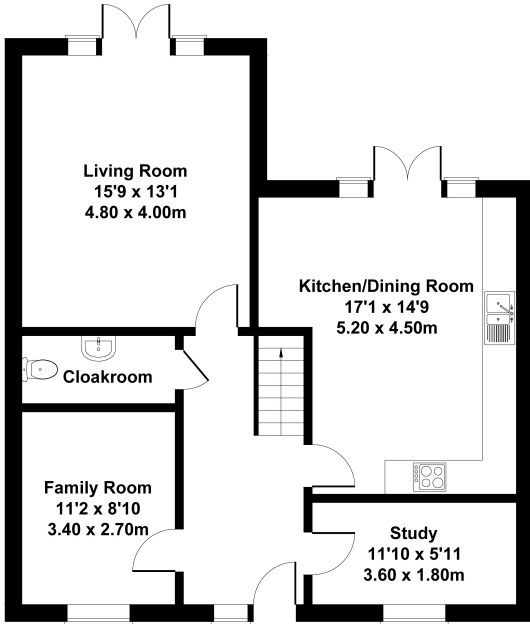 Living Room
15'9 x 13'1
4.80 x 4.00m
Kitchen/Dining Room
17'1 x 14'9
5.20 x 4.50m
Cloakroom
Family Room
11'2 x 8'10
3.40 x 2.70m
Study
11'10 x 5'11
3.60 x 1.80m